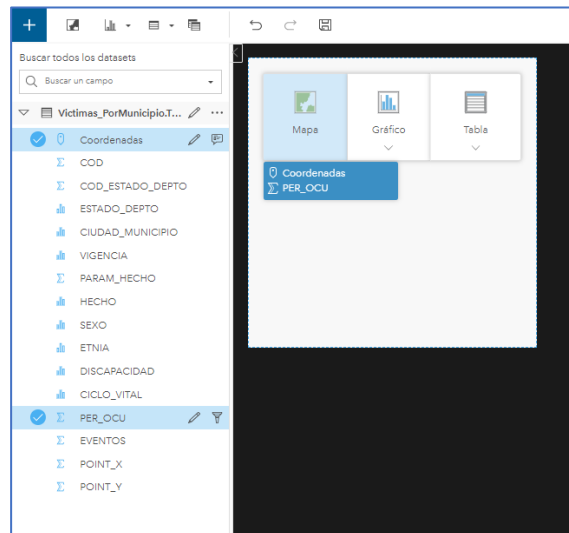 Buscar todos los datasets
Buscar un campo
Victimas_PorMunicipio.T...
Coordenadas
COD
COD_ESTADO_DEPTO
ESTADO_DEPTO
CIUDAD_MUNICIPIO
VIGENCIA
PARAM_HECHO
HECHO
SEXO
ETNIA
DISCAPACIDAD
CICLO_VITAL
PER_OCU
EVENTOS
POINT_X
POINT_Y
Mapa Gráfico Tabla
Coordenadas
PER_OCU